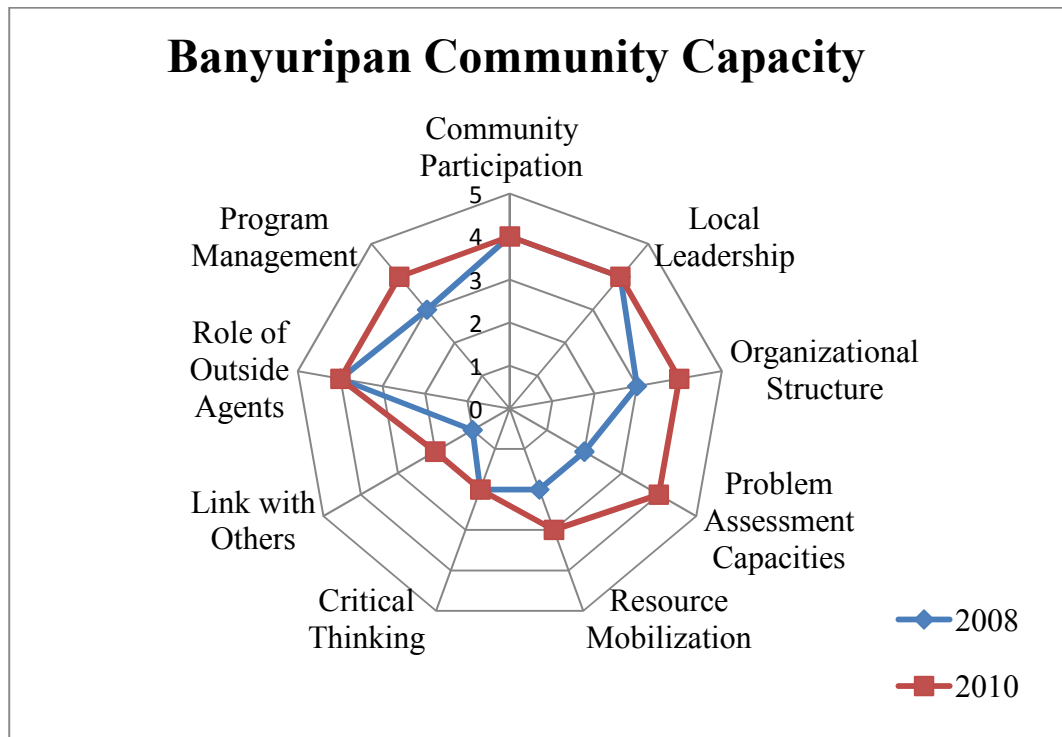 Banyuripan Community Capacity
Community
Participation
Local
Leadership
Organizational
Structure
Problem
Assessment
Capacities
Resource
Mobilization
Critical
Thinking
Link with
Others
Role of
Outside
Agents
Program
Management
5
4
3
2
1
0
2008
2010